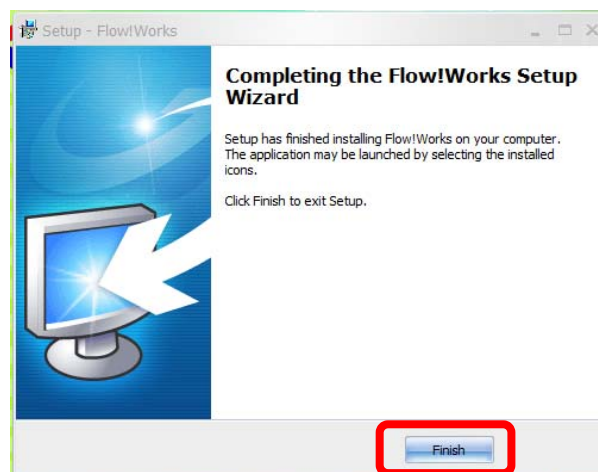 Setup - Flow!Works
Completing the Flow!Works Setup
Wizard
Setup has finished installing Flow!Works on your computer.
The application may be launched by selecting the installed
icons.
Click Finish to exit Setup.
Finish